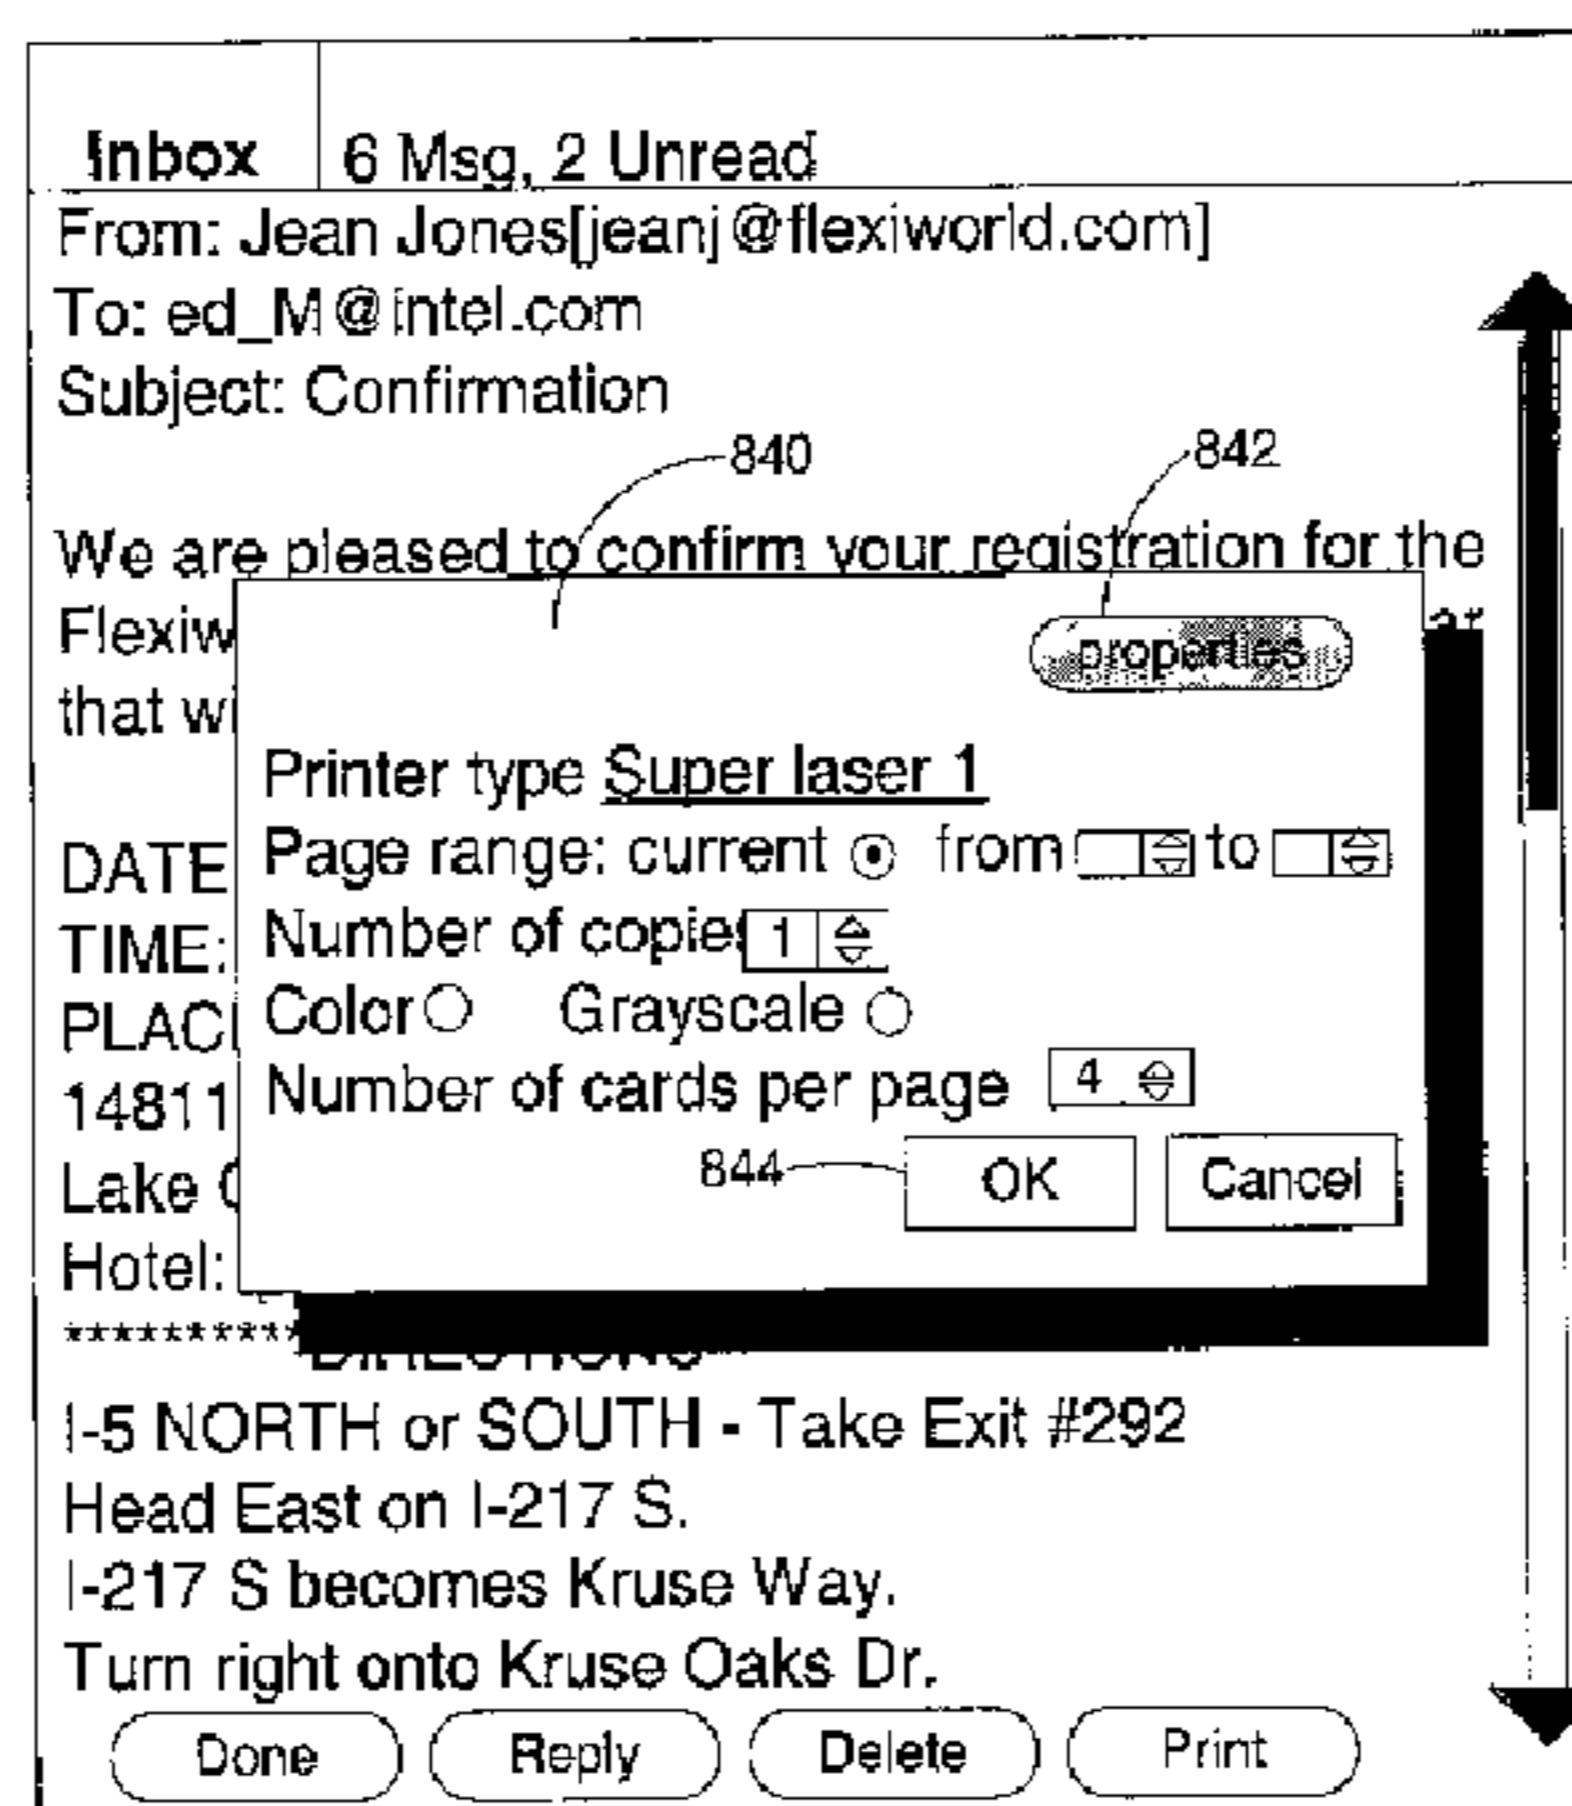 Inbox 6 Msg, 2 Unread
From: Jean Jones[jeanj@flexiworld.com]
To: ed_M@intel.com
Subject: Confirmation
840 842
We are pleased to confirm your registration for the
Flexiw
properties
that wi
Printer type Super laser 1
DATE
Page range: current from to
TIME:
Number of copies 1
PLACE
Color Grayscale
14811
Number of cards per page 4
Lake
844 OK Cancel
Hotel:
**********
DIRECTIONS
I-5 NORTH or SOUTH - Take Exit #292
Head East on I-217 S.
I-217 S becomes Kruse Way.
Turn right onto Kruse Oaks Dr.
Done Reply Delete Print